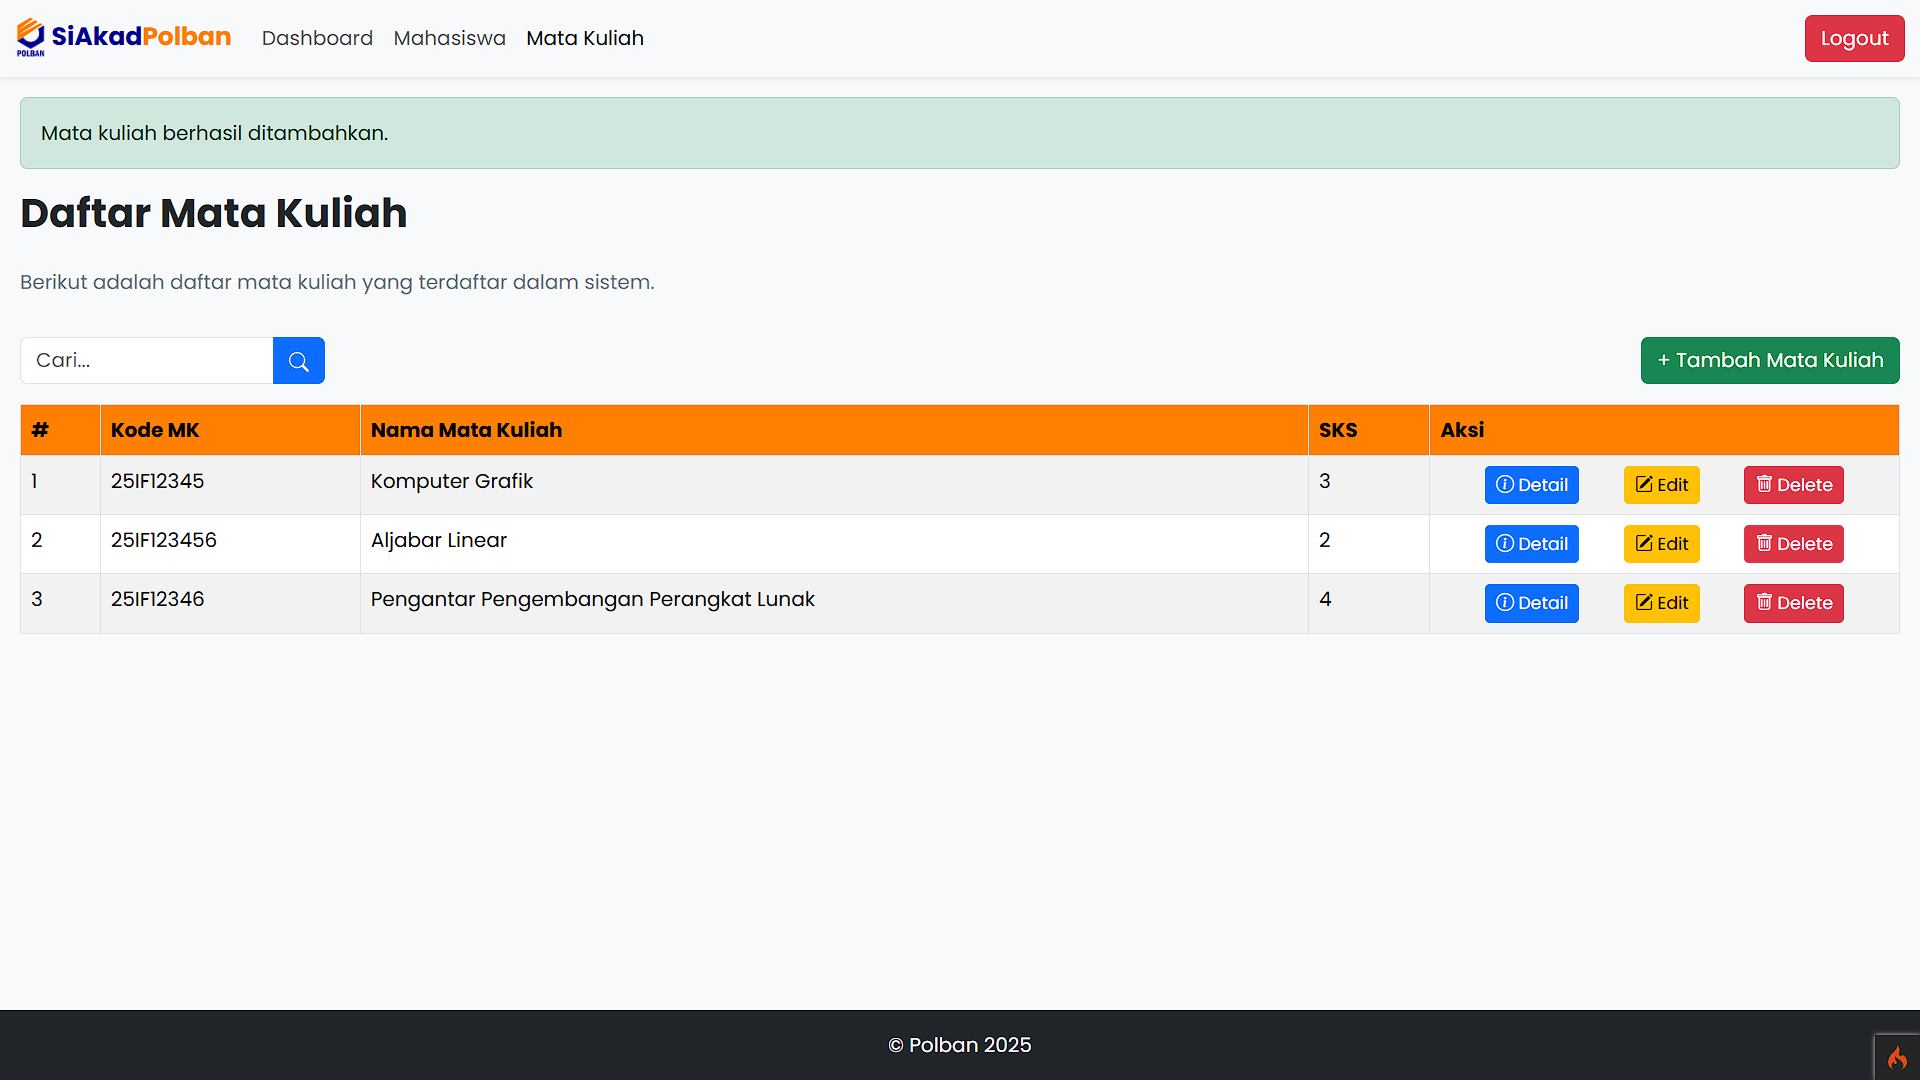 POLBAN SiAkadPolban Dashboard Mahasiswa Mata Kuliah Logout
Mata kuliah berhasil ditambahkan.
Daftar Mata Kuliah
Berikut adalah daftar mata kuliah yang terdaftar dalam sistem.
Cari... + Tambah Mata Kuliah
# Kode MK Nama Mata Kuliah SKS Aksi
1 25IF12345 Komputer Grafik 3 Detail Edit Delete
2 25IF123456 Aljabar Linear 2 Detail Edit Delete
3 25IF12346 Pengantar Pengembangan Perangkat Lunak 4 Detail Edit Delete
© Polban 2025